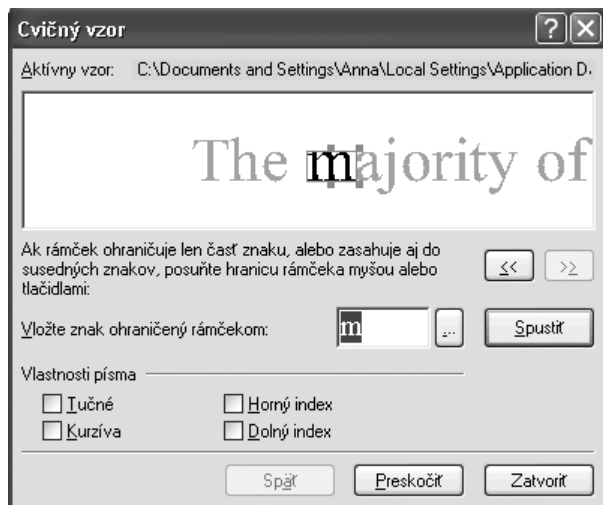 Cvičný vzor
Aktívny vzor: C:\Documents and Settings\Anna\Local Settings\Application D
The majority of
Ak rámček ohraničuje len časť znaku, alebo zasahuje aj do
susedných znakov, posuňte hranicu rámčeka myšou alebo
tlačidlami:
<< >>
Vložte znak ohraničený rámčekom: m ... Spustiť
Vlastnosti písma
Tučné Horný index
Kurzíva Dolný index
Späť Preskočiť Zatvoriť